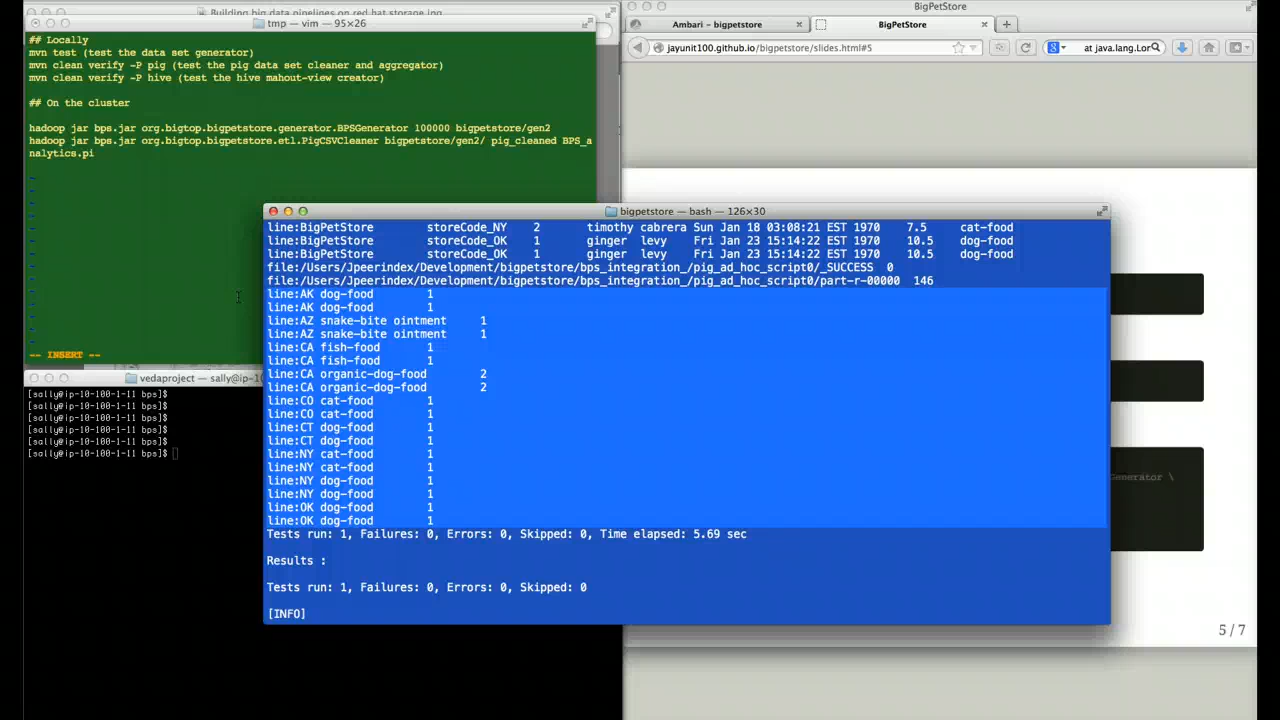 Building big data pipelines on red hat storage.jpg
tmp — vim — 95×26
## Locally
mvn test (test the data set generator)
mvn clean verify -P pig (test the pig data set cleaner and aggregator)
mvn clean verify -P hive (test the hive mahout-view creator)
## On the cluster
hadoop jar bps.jar org.bigtop.bigpetstore.generator.BPSGenerator 100000 bigpetstore/gen2
hadoop jar bps.jar org.bigtop.bigpetstore.etl.PigCSVCleaner bigpetstore/gen2/ pig_cleaned BPS_a
nalytics.pi
~
~
~
~
~
~
~
~
~
~
~
~
~
-- INSERT --
BigPetStore
Ambari - bigpetstore
BigPetStore
jayunit100.github.io/bigpetstore/slides.html#5
at java.lang.Lor
bigpetstore — bash — 126×30
line:BigPetStore storeCode_NY 2 timothy cabrera Sun Jan 18 03:08:21 EST 1970 7.5 cat-food
line:BigPetStore storeCode_OK 1 ginger levy Fri Jan 23 15:14:22 EST 1970 10.5 dog-food
line:BigPetStore storeCode_OK 1 ginger levy Fri Jan 23 15:14:22 EST 1970 10.5 dog-food
file:/Users/Jpeerindex/Development/bigpetstore/bps_integration_/pig_ad_hoc_script0/_SUCCESS 0
file:/Users/Jpeerindex/Development/bigpetstore/bps_integration_/pig_ad_hoc_script0/part-r-00000 146
line:AK dog-food 1
line:AK dog-food 1
line:AZ snake-bite ointment 1
line:AZ snake-bite ointment 1
line:CA fish-food 1
line:CA fish-food 1
line:CA organic-dog-food 2
line:CA organic-dog-food 2
line:CO cat-food 1
line:CO cat-food 1
line:CT dog-food 1
line:CT dog-food 1
line:NY cat-food 1
line:NY cat-food 1
line:NY dog-food 1
line:NY dog-food 1
line:OK dog-food 1
line:OK dog-food 1
Tests run: 1, Failures: 0, Errors: 0, Skipped: 0, Time elapsed: 5.69 sec
Results :
Tests run: 1, Failures: 0, Errors: 0, Skipped: 0
[INFO]
vedaproject — sally@ip-10
[sally@ip-10-100-1-11 bps]$
[sally@ip-10-100-1-11 bps]$
[sally@ip-10-100-1-11 bps]$
[sally@ip-10-100-1-11 bps]$
[sally@ip-10-100-1-11 bps]$
[sally@ip-10-100-1-11 bps]$
Generator \
5 / 7